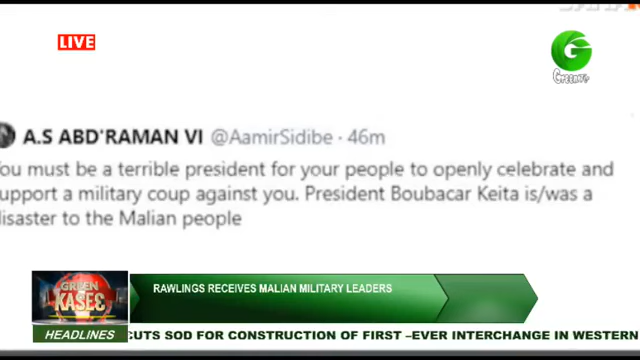 LIVE
GREENTV
A.S ABD'RAMAN VI @AamirSidibe · 46m
ou must be a terrible president for your people to openly celebrate and
upport a military coup against you. President Boubacar Keita is/was a
isaster to the Malian people
GREEN
KASEƐ
RAWLINGS RECEIVES MALIAN MILITARY LEADERS
HEADLINES
CUTS SOD FOR CONSTRUCTION OF FIRST –EVER INTERCHANGE IN WESTERN